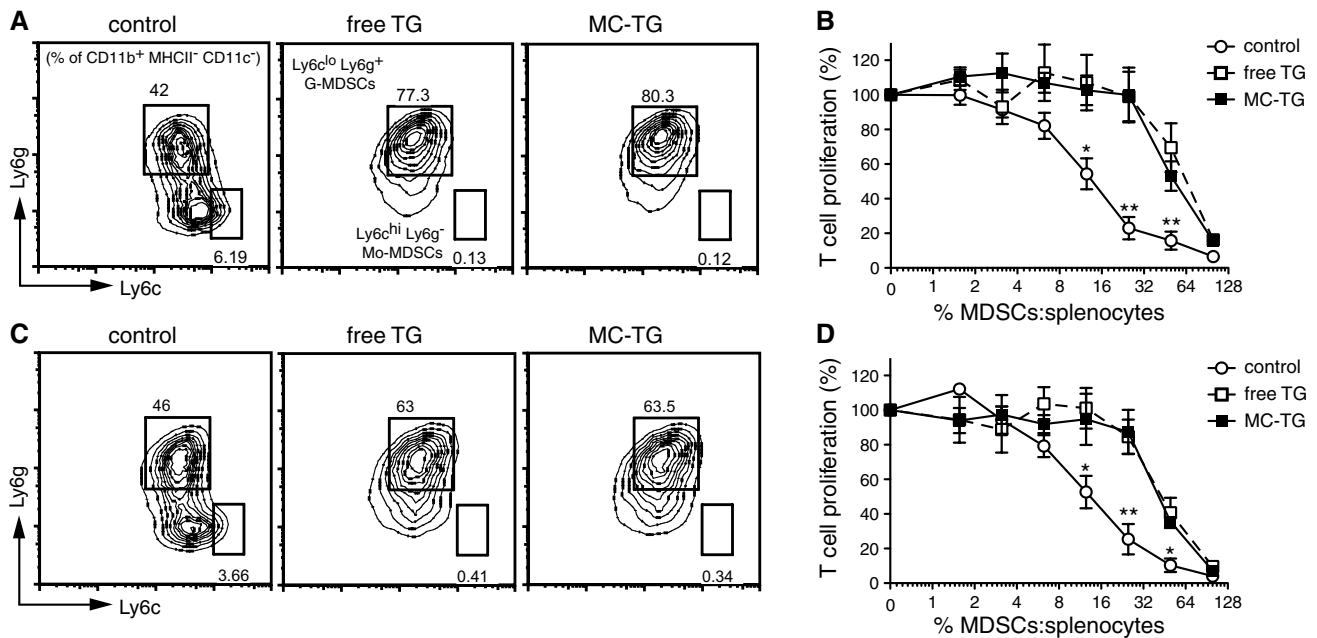 A
control
free TG
MC-TG
(% of CD11b+ MHCII- CD11c-)
42
6.19
Ly6clo Ly6g+
G-MDSCs
77.3
Ly6chi Ly6g-
Mo-MDSCs
0.13
80.3
0.12
Ly6g
Ly6c
B
T cell proliferation (%)
120
100
80
60
40
20
0
* ** **
0 1 2 4 8 16 32 64 128
% MDSCs:splenocytes
control
free TG
MC-TG
C
control
free TG
MC-TG
46
3.66
63
0.41
63.5
0.34
Ly6g
Ly6c
D
T cell proliferation (%)
120
100
80
60
40
20
0
* ** *
0 1 2 4 8 16 32 64 128
% MDSCs:splenocytes
control
free TG
MC-TG